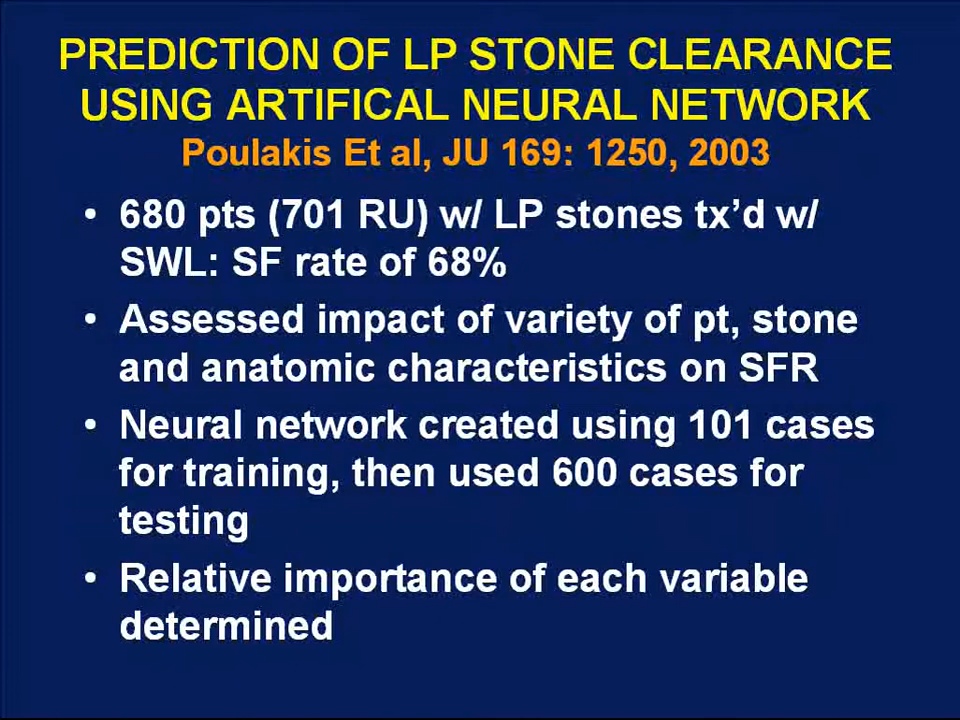 PREDICTION OF LP STONE CLEARANCE
USING ARTIFICAL NEURAL NETWORK
Poulakis Et al, JU 169: 1250, 2003
• 680 pts (701 RU) w/ LP stones tx’d w/
SWL: SF rate of 68%
• Assessed impact of variety of pt, stone
and anatomic characteristics on SFR
• Neural network created using 101 cases
for training, then used 600 cases for
testing
• Relative importance of each variable
determined